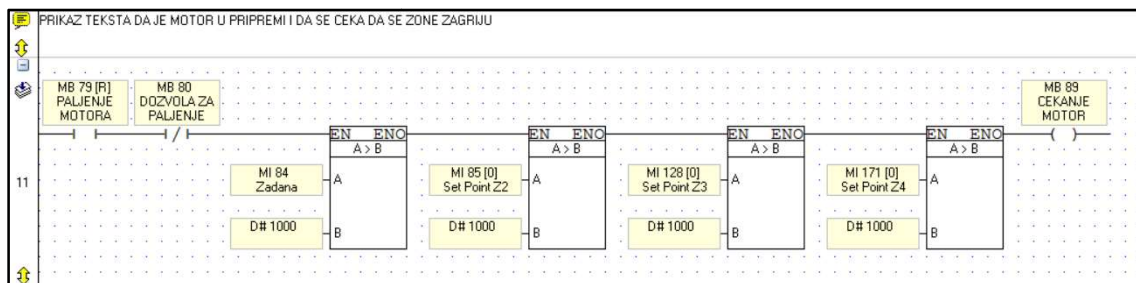 PRIKAZ TEKSTA DA JE MOTOR U PRIPREMI I DA SE CEKA DA SE ZONE ZAGRIJU
MB 79 [R]
PALJENJE
MOTORA
MB 80
DOZVOLA ZA
PALJENJE
MB 89
CEKANJE
MOTOR
EN ENO
A > B
EN ENO
A > B
EN ENO
A > B
EN ENO
A > B
11
MI 84
Zadana
A
MI 85 [0]
Set Point Z2
A
MI 128 [0]
Set Point Z3
A
MI 171 [0]
Set Point Z4
A
D# 1000
B
D# 1000
B
D# 1000
B
D# 1000
B